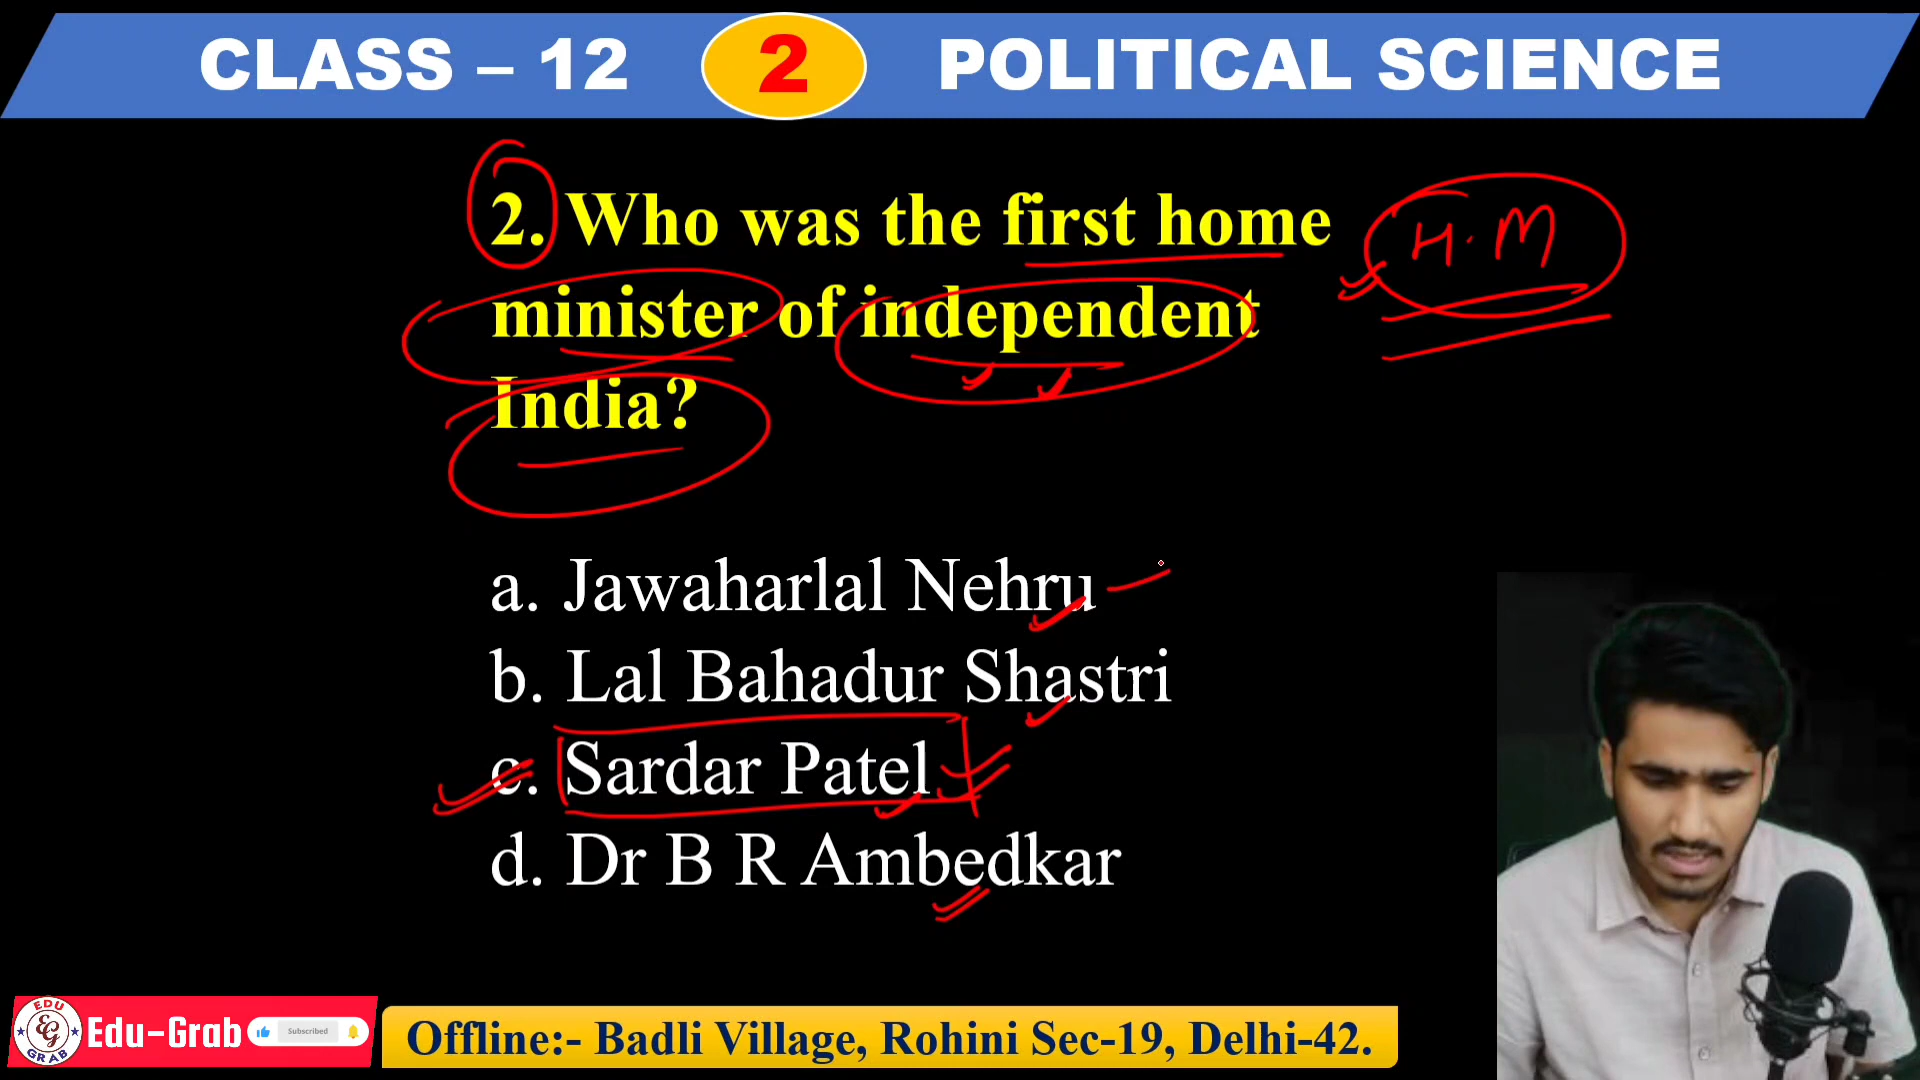 CLASS – 12 2 POLITICAL SCIENCE
2. Who was the first home
H.M
minister of independent
India?
a. Jawaharlal Nehru
b. Lal Bahadur Shastri
c. Sardar Patel
d. Dr B R Ambedkar
EDU
EG
GRAB
Edu-Grab
Subscribed
Offline:- Badli Village, Rohini Sec-19, Delhi-42.